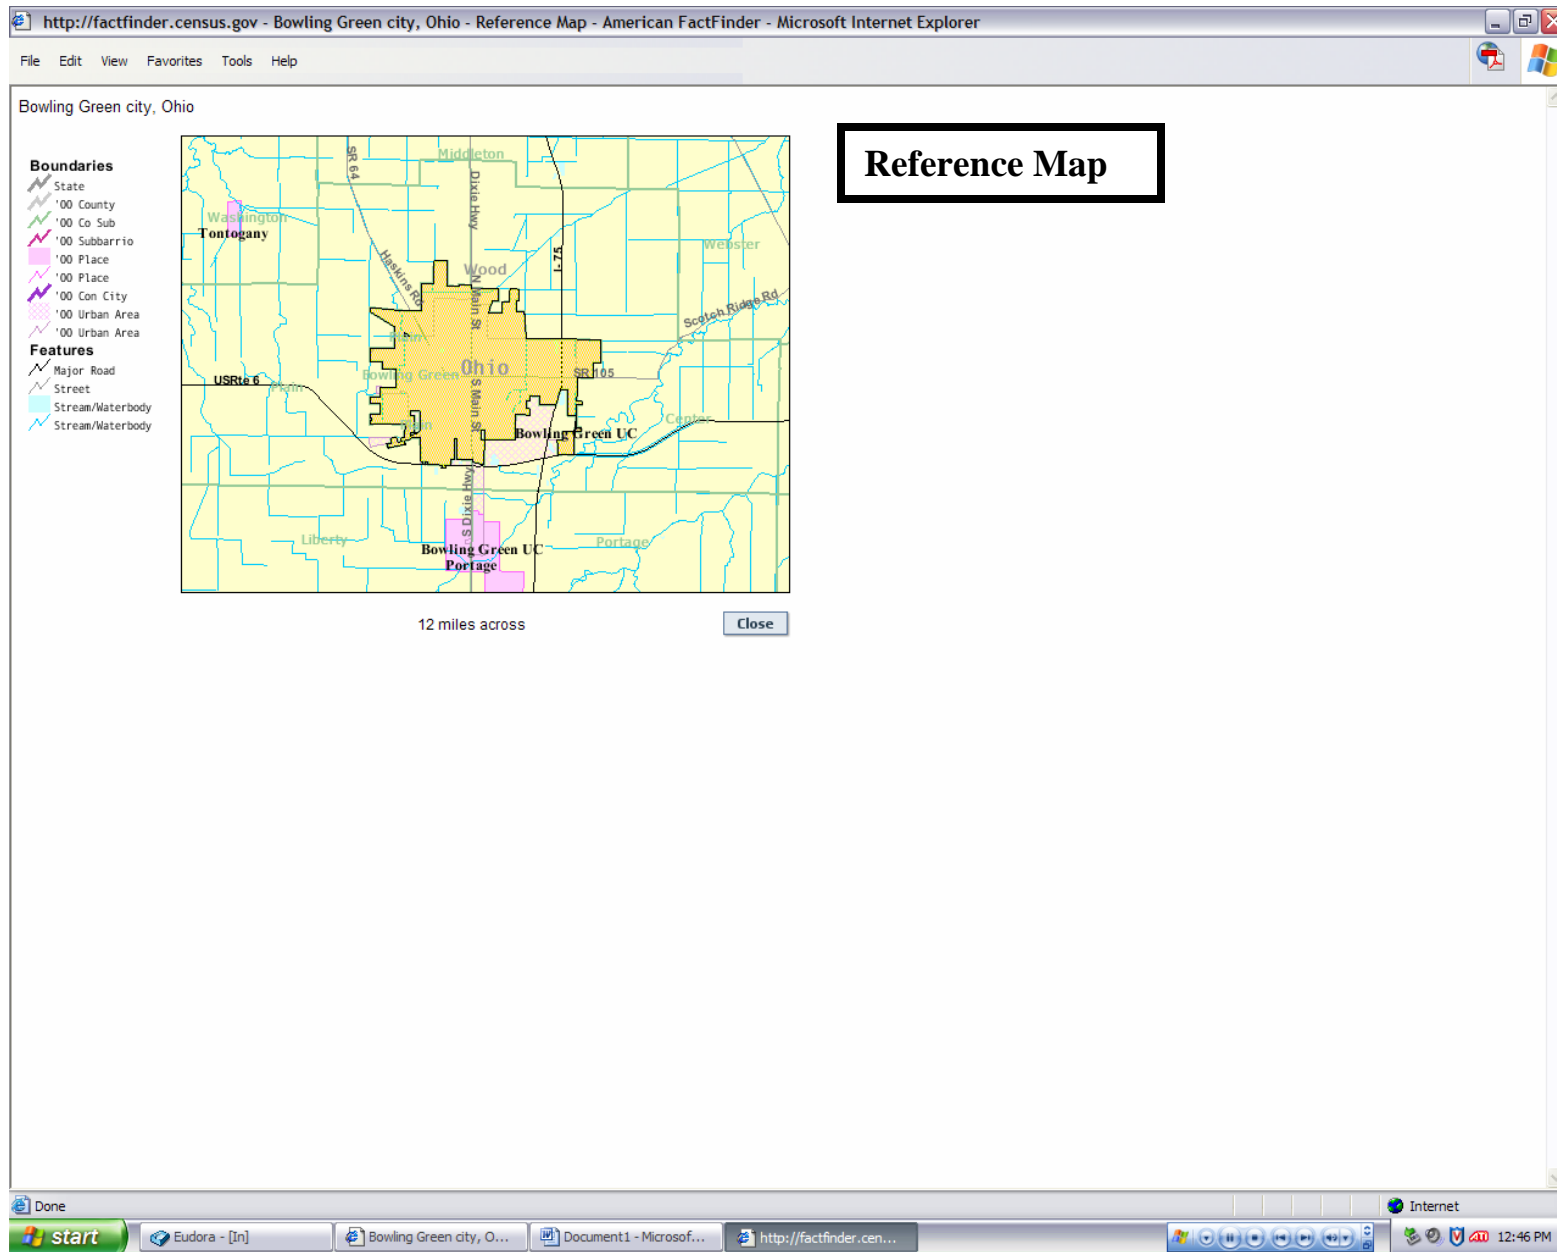 http://factfinder.census.gov - Bowling Green city, Ohio - Reference Map - American FactFinder - Microsoft Internet Explorer
File Edit View Favorites Tools Help
Bowling Green city, Ohio
Reference Map
Boundaries
State
'00 County
'00 Co Sub
'00 Subbarrio
'00 Place
'00 Place
'00 Con City
'00 Urban Area
'00 Urban Area
Features
Major Road
Street
Stream/Waterbody
Stream/Waterbody
SR 64
Middleton
Dixie Hwy
Washington
Tontogany
Webster
I-75
Haskins Rd
Wood
N Main St
Scotch Ridge Rd
Plain
Ohio
Bowling Green
SR 105
USRte 6
Plain
S Main St
Plain
Center
Bowling Green UC
S Dixie Hwy
Liberty
Portage
Bowling Green UC
Portage
12 miles across
Close
Done
Internet
start
Eudora - [In]
Bowling Green city, O...
Document1 - Microsof...
http://factfinder.cen...
12:46 PM